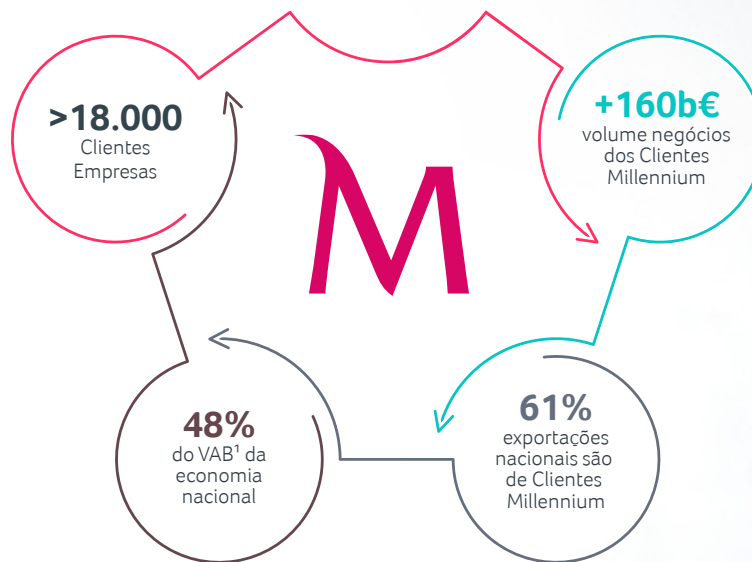 >18.000
Clientes
Empresas
+160b€
volume negócios
dos Clientes
Millennium
M
61%
exportações
nacionais são
de Clientes
Millennium
48%
do VAB¹ da
economia
nacional